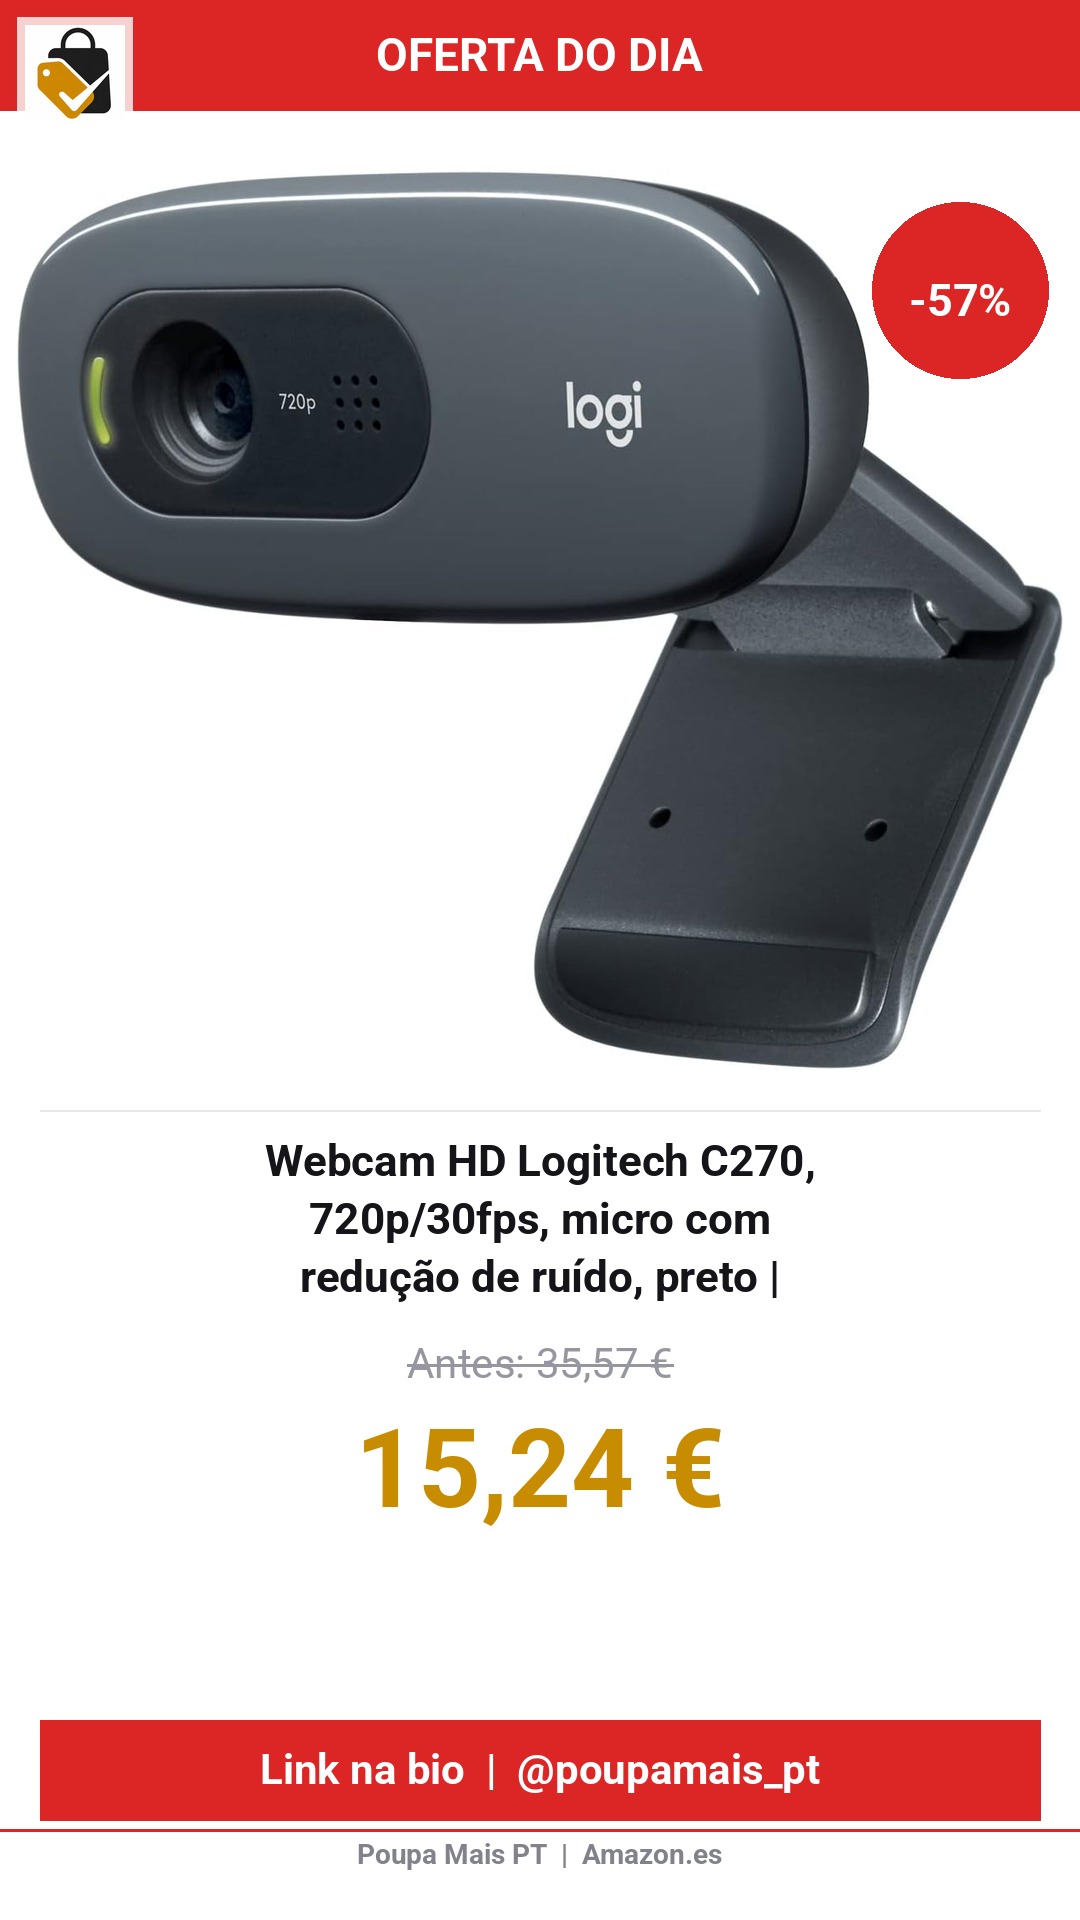 OFERTA DO DIA
-57%
720p
logi
Webcam HD Logitech C270,
720p/30fps, micro com
redução de ruído, preto |
Antes: 35,57 €
15,24 €
Link na bio | @poupamais_pt
Poupa Mais PT | Amazon.es